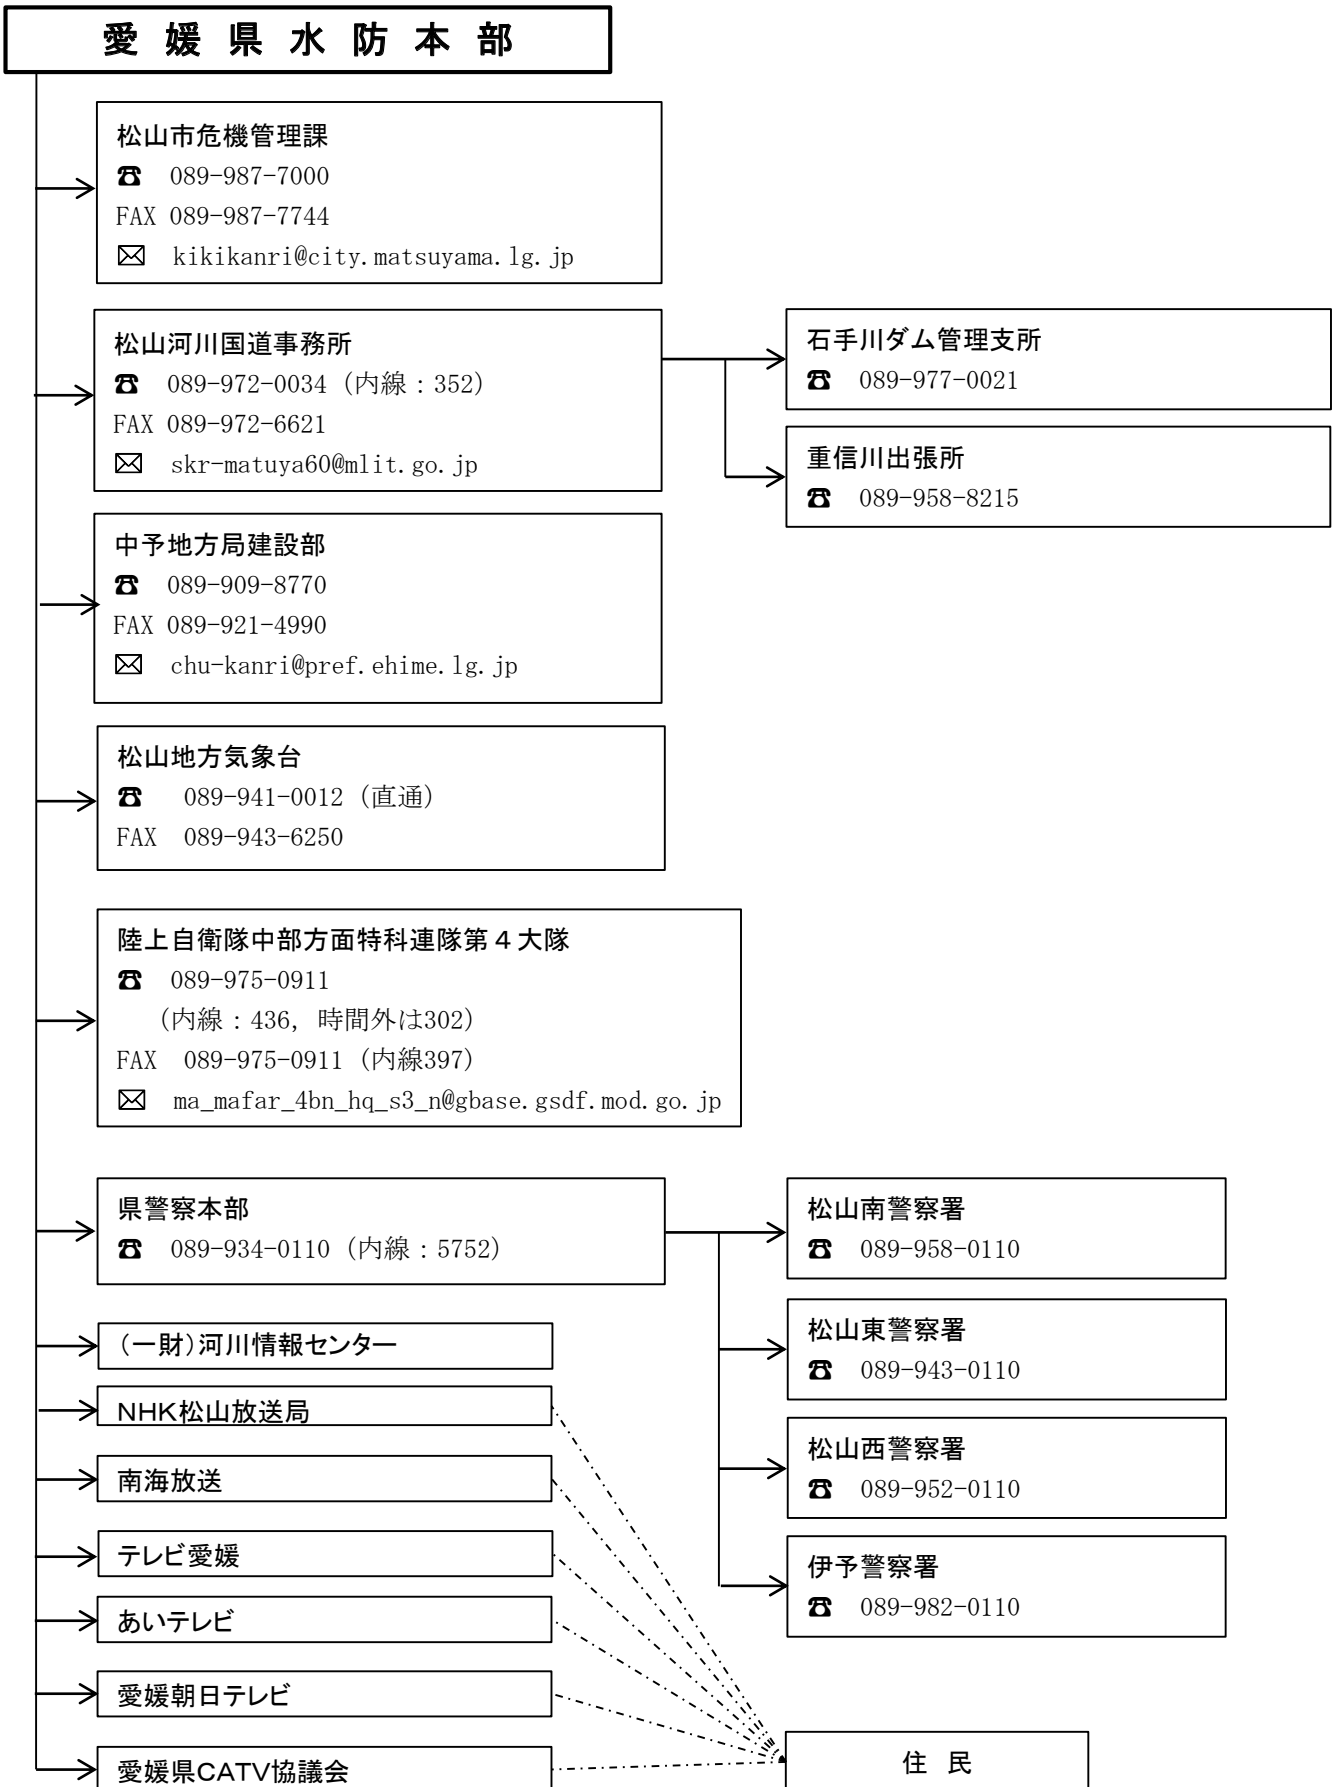 愛媛県水防本部
松山市危機管理課
☎ 089-987-7000
FAX 089-987-7744
✉ kikikanri@city.matsuyama.lg.jp
松山河川国道事務所
☎ 089-972-0034（内線：352）
FAX 089-972-6621
✉ skr-matuya60@mlit.go.jp
石手川ダム管理支所
☎ 089-977-0021
重信川出張所
☎ 089-958-8215
中予地方局建設部
☎ 089-909-8770
FAX 089-921-4990
✉ chu-kanri@pref.ehime.lg.jp
松山地方気象台
☎ 089-941-0012（直通）
FAX 089-943-6250
陸上自衛隊中部方面特科連隊第４大隊
☎ 089-975-0911
（内線：436，時間外は302）
FAX 089-975-0911（内線397）
✉ ma_mafar_4bn_hq_s3_n@gbase.gsdf.mod.go.jp
県警察本部
☎ 089-934-0110（内線：5752）
松山南警察署
☎ 089-958-0110
松山東警察署
☎ 089-943-0110
松山西警察署
☎ 089-952-0110
伊予警察署
☎ 089-982-0110
（一財）河川情報センター
NHK松山放送局
南海放送
テレビ愛媛
あいテレビ
愛媛朝日テレビ
愛媛県CATV協議会
住 民